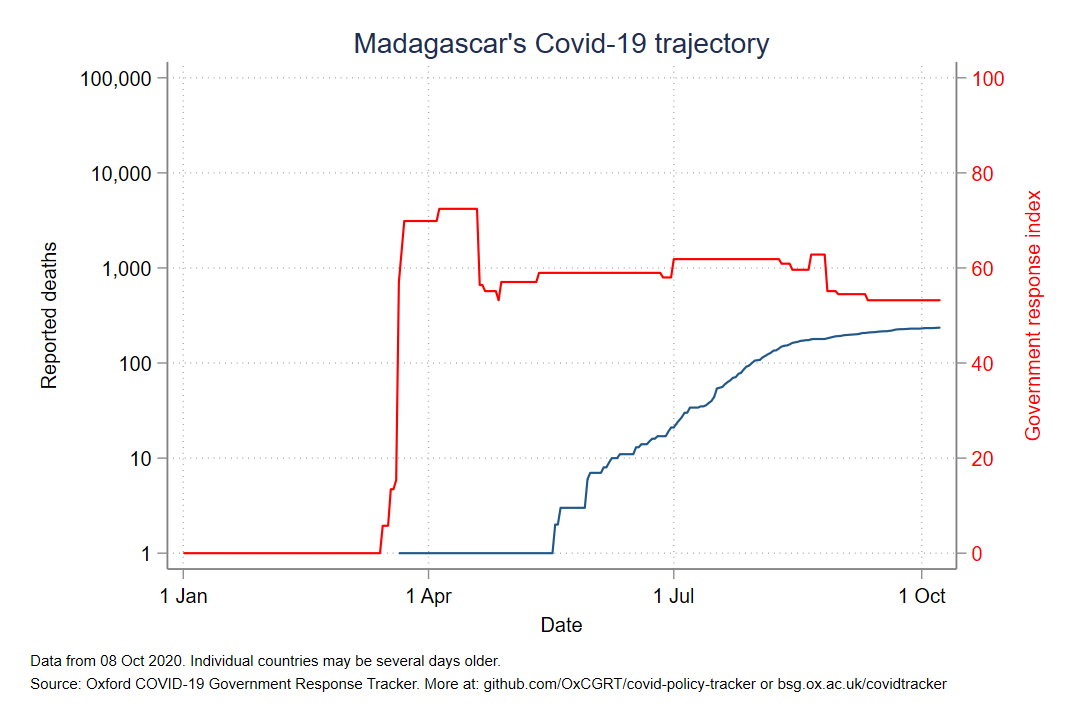 Madagascar's Covid-19 trajectory
100,000
10,000
1,000
100
10
1
Reported deaths
100
80
60
40
20
0
Government response index
1 Jan
1 Apr
1 Jul
1 Oct
Date
Data from 08 Oct 2020. Individual countries may be several days older.
Source: Oxford COVID-19 Government Response Tracker. More at: github.com/OxCGRT/covid-policy-tracker or bsg.ox.ac.uk/covidtracker